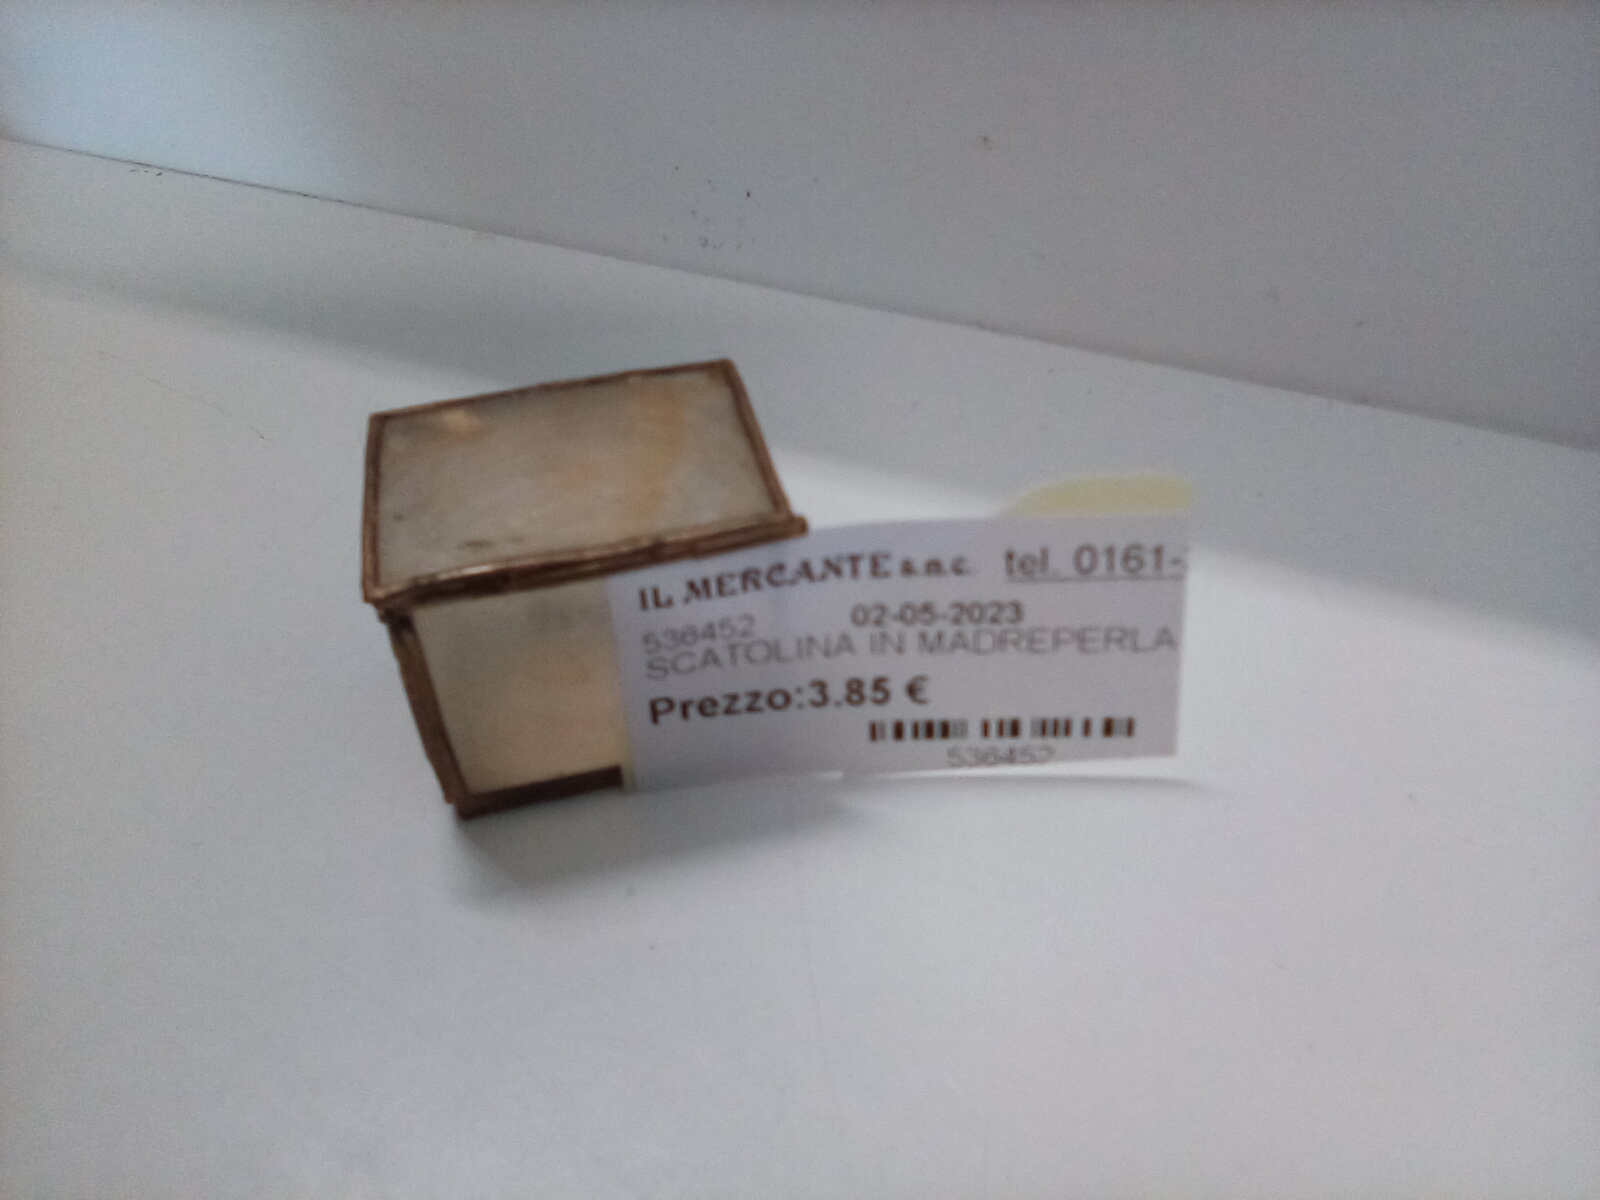 IL MERCANTE s.n.c. tel. 0161-
536452 02-05-2023
SCATOLINA IN MADREPERLA
Prezzo:3.85 €
536452